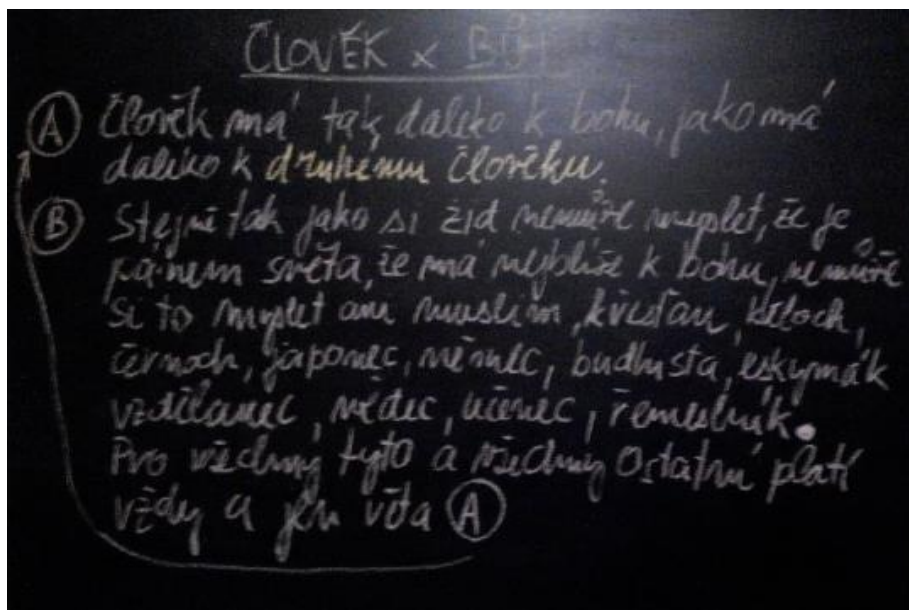 ČLOVĚK x BŮH
A Člověk má tak daleko k bohu, jako má
daleko k druhému člověku.
B Stejně tak jako si žid nemůže myslet, že je
pánem světa, že má nejblíže k bohu, nemůže
si to myslet ani muslim, křesťan, běloch,
černoch, japonec, němec, budhista, eskymák
vzdělanec, vědec, učenec, řemeslník.
Pro všechny tyto a všechny ostatní platí
vždy a jen věta A